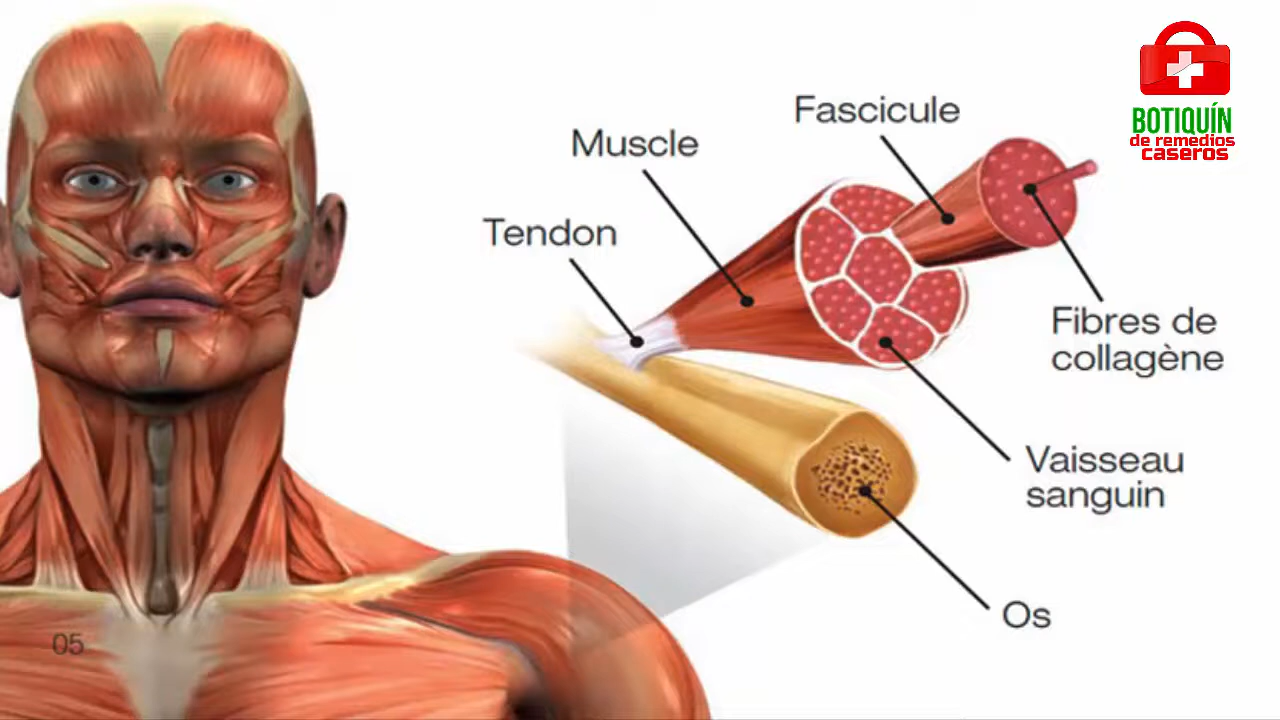 BOTIQUÍN
de remedios
caseros
Fascicule
Muscle
Tendon
Fibres de
collagène
Vaisseau
sanguin
Os
05